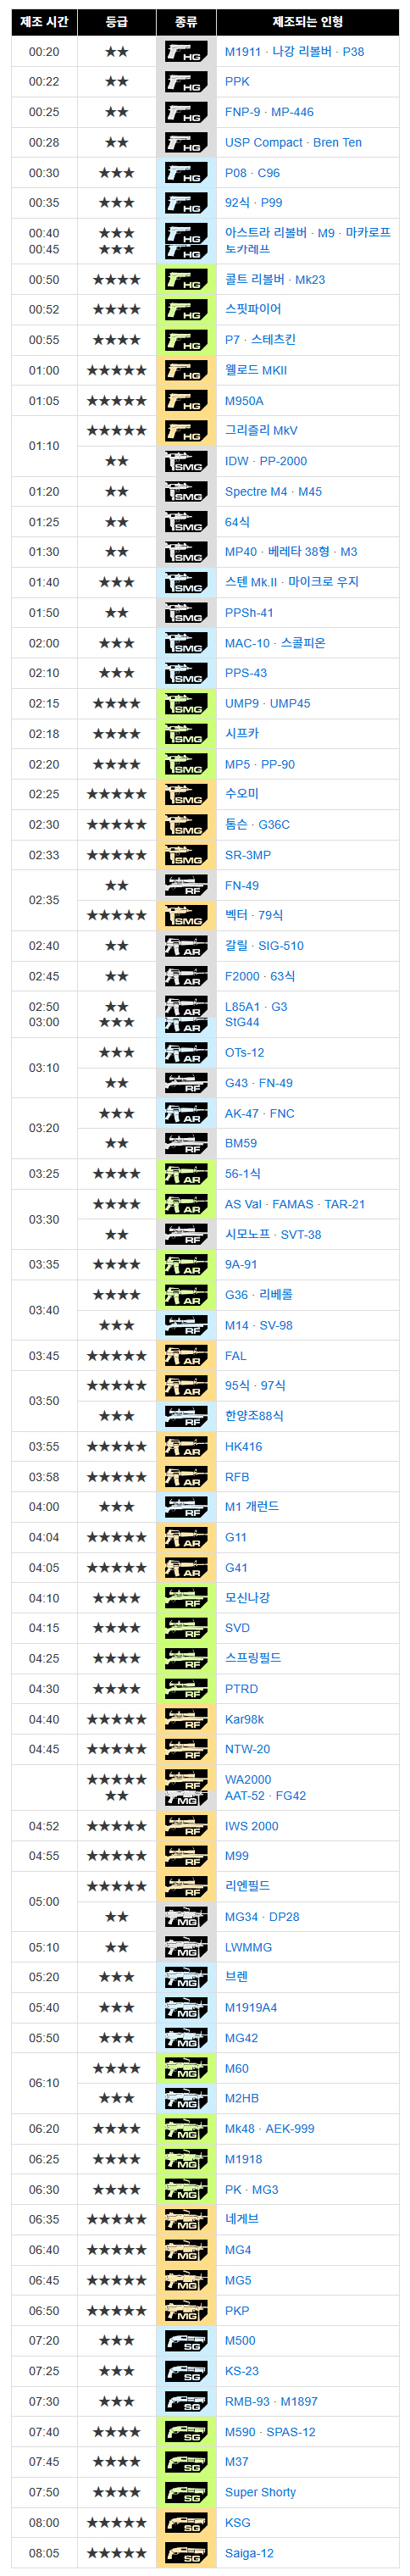 제조 시간 등급 종류 제조되는 인형
00:20 ★★ HG M1911 · 나강 리볼버 · P38
00:22 ★★ HG PPK
00:25 ★★ HG FNP-9 · MP-446
00:28 ★★ HG USP Compact · Bren Ten
00:30 ★★★ HG P08 · C96
00:35 ★★★ HG 92식 · P99
00:40 ★★★ HG 아스트라 리볼버 · M9 · 마카로프
00:45 ★★★ HG 토카레프
00:50 ★★★★ HG 콜트 리볼버 · Mk23
00:52 ★★★★ HG 스핏파이어
00:55 ★★★★ HG P7 · 스테츠킨
01:00 ★★★★★ HG 웰로드 MKII
01:05 ★★★★★ HG M950A
01:10 ★★★★★ HG 그리즐리 MkV
★★ SMG IDW · PP-2000
01:20 ★★ SMG Spectre M4 · M45
01:25 ★★ SMG 64식
01:30 ★★ SMG MP40 · 베레타 38형 · M3
01:40 ★★★ SMG 스텐 Mk.II · 마이크로 우지
01:50 ★★ SMG PPSh-41
02:00 ★★★ SMG MAC-10 · 스콜피온
02:10 ★★★ SMG PPS-43
02:15 ★★★★ SMG UMP9 · UMP45
02:18 ★★★★ SMG 시프카
02:20 ★★★★ SMG MP5 · PP-90
02:25 ★★★★★ SMG 수오미
02:30 ★★★★★ SMG 톰슨 · G36C
02:33 ★★★★★ SMG SR-3MP
02:35 ★★ RF FN-49
★★★★★ SMG 벡터 · 79식
02:40 ★★ AR 갈릴 · SIG-510
02:45 ★★ AR F2000 · 63식
02:50 ★★ AR L85A1 · G3
03:00 ★★★ AR StG44
03:10 ★★★ AR OTs-12
★★ RF G43 · FN-49
03:20 ★★★ AR AK-47 · FNC
★★ RF BM59
03:25 ★★★★ AR 56-1식
03:30 ★★★★ AR AS Val · FAMAS · TAR-21
★★ RF 시모노프 · SVT-38
03:35 ★★★★ AR 9A-91
03:40 ★★★★ AR G36 · 리베롤
★★★ RF M14 · SV-98
03:45 ★★★★★ AR FAL
03:50 ★★★★★ AR 95식 · 97식
★★★ RF 한양조88식
03:55 ★★★★★ AR HK416
03:58 ★★★★★ AR RFB
04:00 ★★★ RF M1 개런드
04:04 ★★★★★ AR G11
04:05 ★★★★★ AR G41
04:10 ★★★★ RF 모신나강
04:15 ★★★★ RF SVD
04:25 ★★★★ RF 스프링필드
04:30 ★★★★ RF PTRD
04:40 ★★★★★ RF Kar98k
04:45 ★★★★★ RF NTW-20
★★★★★ RF WA2000
★★ MG AAT-52 · FG42
04:52 ★★★★★ RF IWS 2000
04:55 ★★★★★ RF M99
05:00 ★★★★★ RF 리엔필드
★★ MG MG34 · DP28
05:10 ★★ MG LWMMG
05:20 ★★★ MG 브렌
05:40 ★★★ MG M1919A4
05:50 ★★★ MG MG42
06:10 ★★★★ MG M60
★★★ MG M2HB
06:20 ★★★★ MG Mk48 · AEK-999
06:25 ★★★★ MG M1918
06:30 ★★★★ MG PK · MG3
06:35 ★★★★★ MG 네게브
06:40 ★★★★★ MG MG4
06:45 ★★★★★ MG MG5
06:50 ★★★★★ MG PKP
07:20 ★★★ SG M500
07:25 ★★★ SG KS-23
07:30 ★★★ SG RMB-93 · M1897
07:40 ★★★★ SG M590 · SPAS-12
07:45 ★★★★ SG M37
07:50 ★★★★ SG Super Shorty
08:00 ★★★★★ SG KSG
08:05 ★★★★★ SG Saiga-12